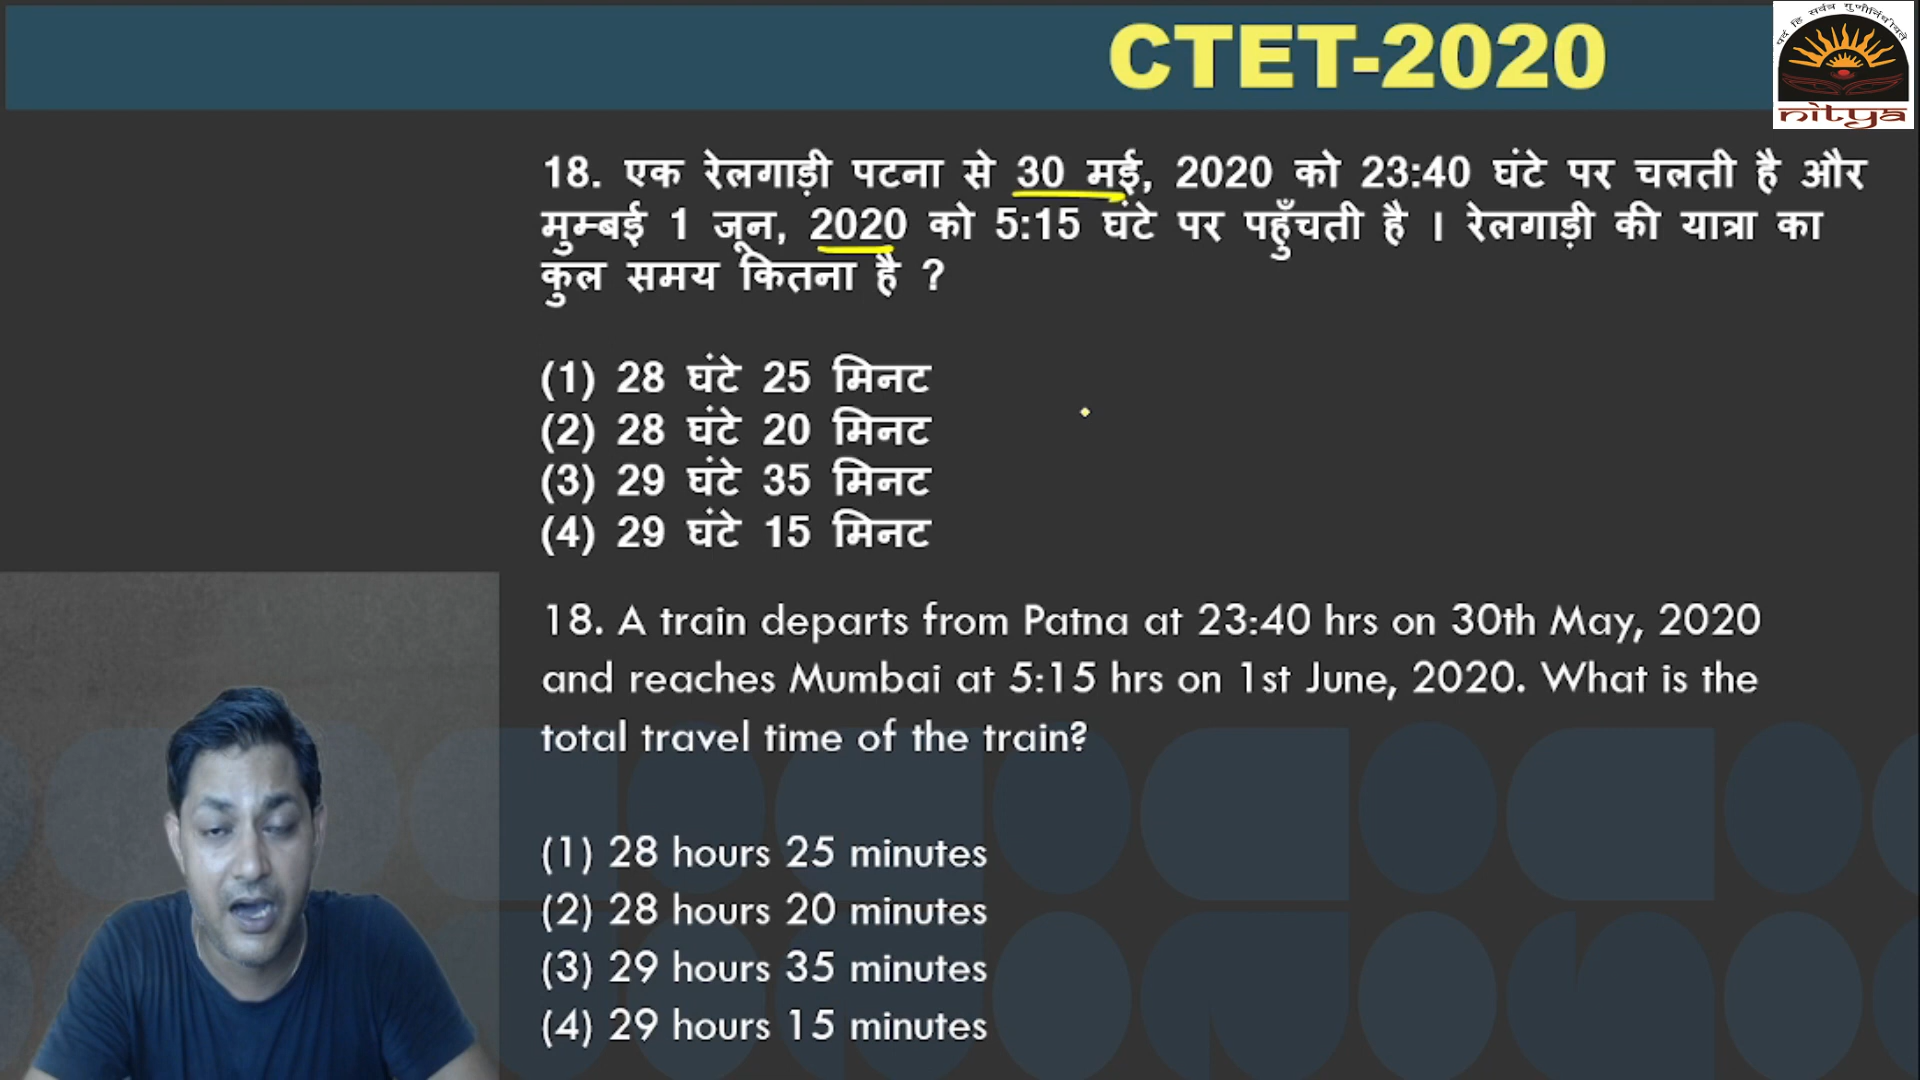 CTET-2020
nitya
18. एक रेलगाड़ी पटना से 30 मई, 2020 को 23:40 घंटे पर चलती है और
मुम्बई 1 जून, 2020 को 5:15 घंटे पर पहुँचती है । रेलगाड़ी की यात्रा का
कुल समय कितना है ?
(1) 28 घंटे 25 मिनट
(2) 28 घंटे 20 मिनट
(3) 29 घंटे 35 मिनट
(4) 29 घंटे 15 मिनट
18. A train departs from Patna at 23:40 hrs on 30th May, 2020
and reaches Mumbai at 5:15 hrs on 1st June, 2020. What is the
total travel time of the train?
(1) 28 hours 25 minutes
(2) 28 hours 20 minutes
(3) 29 hours 35 minutes
(4) 29 hours 15 minutes